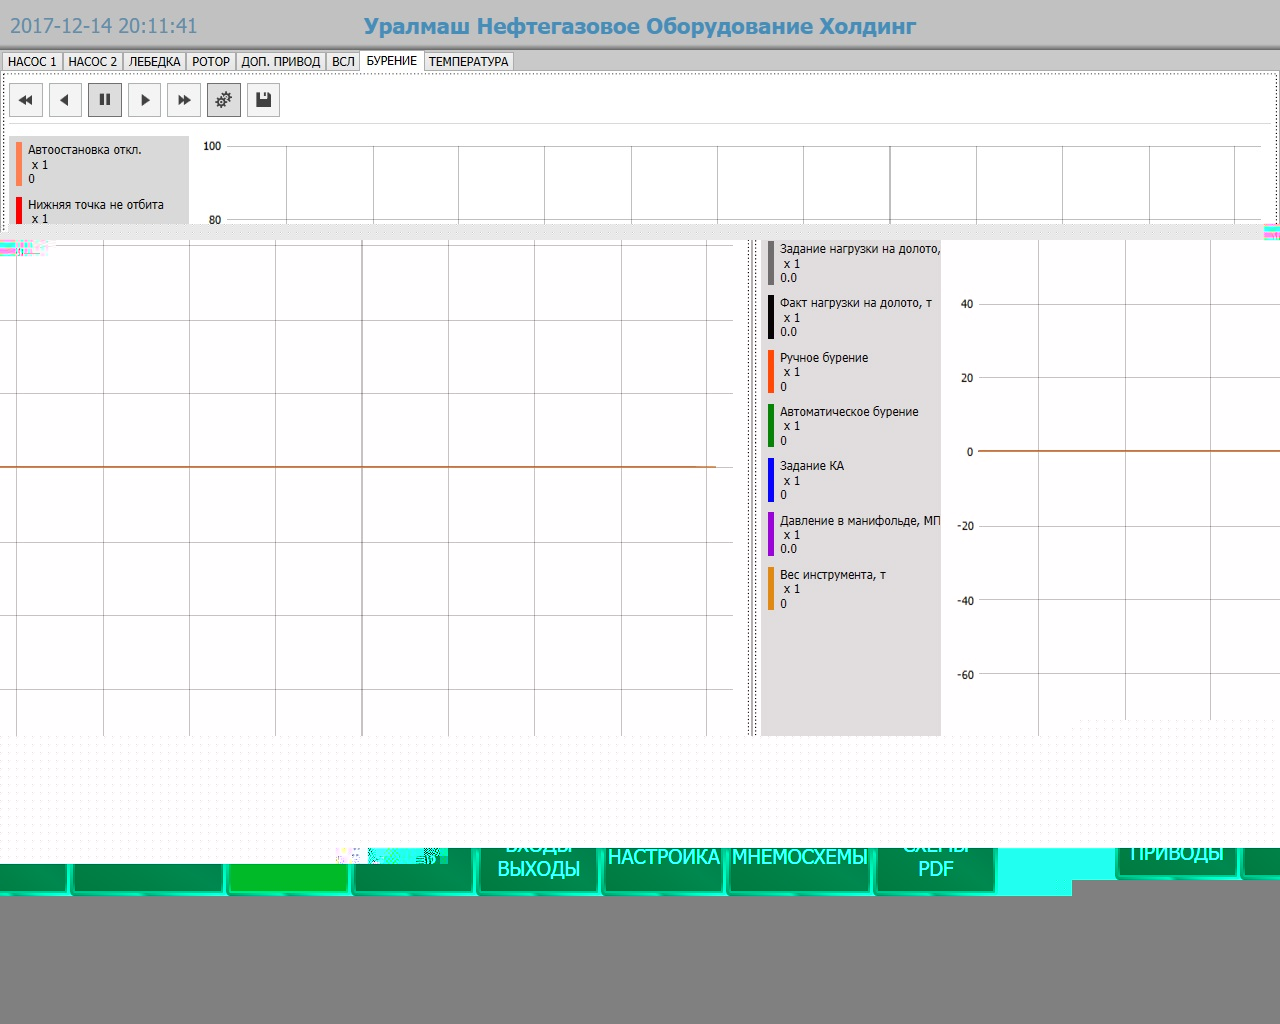 2017-12-14 20:11:41
Уралмаш Нефтегазовое Оборудование Холдинг
НАСОС 1
НАСОС 2
ЛЕБЕДКА
РОТОР
ДОП. ПРИВОД
ВСЛ
БУРЕНИЕ
ТЕМПЕРАТУРА
Автоостановка откл.
x 1
0
Нижняя точка не отбита
x 1
100
80
Задание нагрузки на долото,
x 1
0.0
Факт нагрузки на долото, т
x 1
0.0
Ручное бурение
x 1
0
Автоматическое бурение
x 1
0
Задание КА
x 1
0
Давление в манифольде, МП
x 1
0.0
Вес инструмента, т
x 1
0
40
20
0
-20
-40
-60
ВХОДЫ
ВЫХОДЫ
НАСТРОЙКА
МНЕМОСХЕМЫ
СХЕМЫ
PDF
ПРИВОДЫ